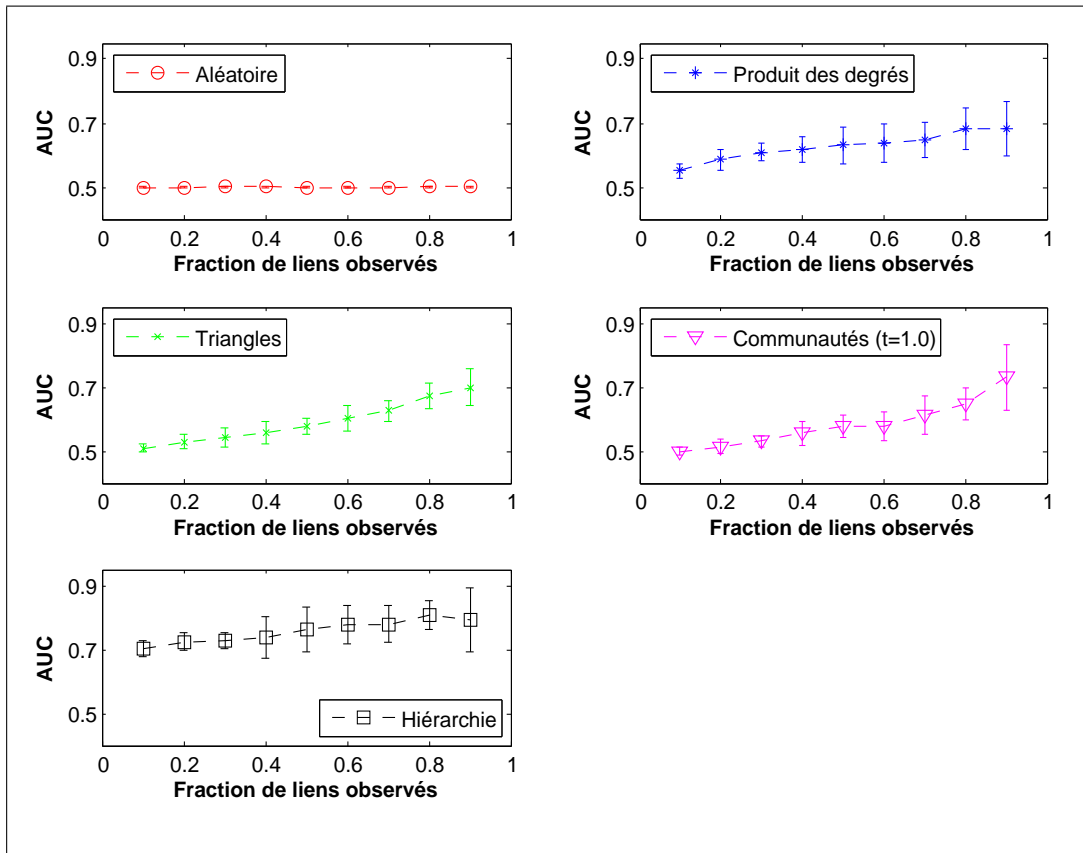 0.9
0.7
0.5
AUC
Aléatoire
0 0.2 0.4 0.6 0.8 1
Fraction de liens observés
0.9
0.7
0.5
AUC
Produit des degrés
0 0.2 0.4 0.6 0.8 1
Fraction de liens observés
0.9
0.7
0.5
AUC
Triangles
0 0.2 0.4 0.6 0.8 1
Fraction de liens observés
0.9
0.7
0.5
AUC
Communautés (t=1.0)
0 0.2 0.4 0.6 0.8 1
Fraction de liens observés
0.9
0.7
0.5
AUC
Hiérarchie
0 0.2 0.4 0.6 0.8 1
Fraction de liens observés